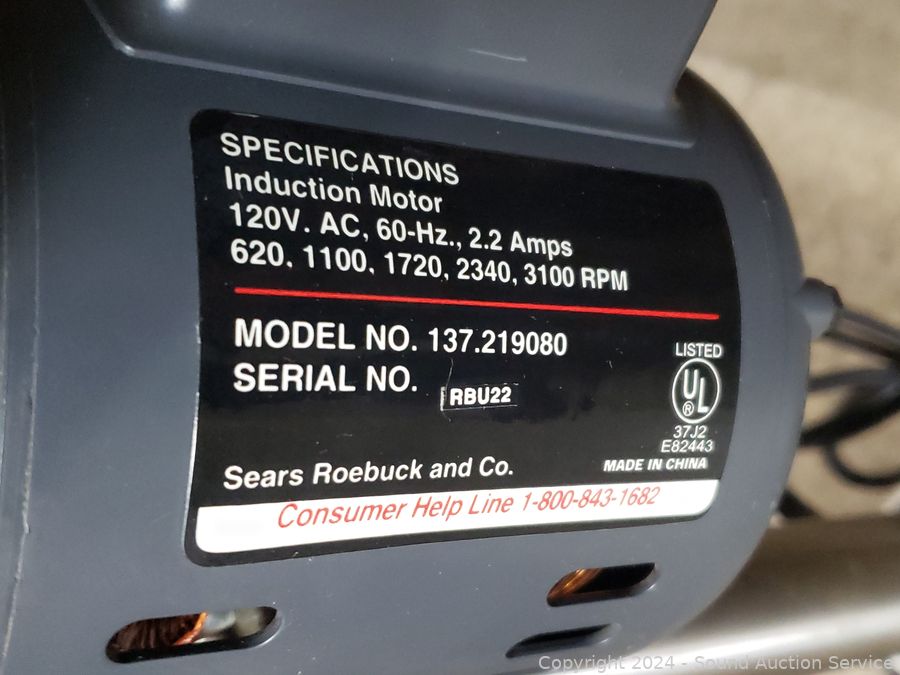 SPECIFICATIONS
Induction Motor
120V. AC, 60-Hz., 2.2 Amps
620, 1100, 1720, 2340, 3100 RPM
MODEL NO. 137.219080
SERIAL NO. RBU22
LISTED
UL
®
37J2
E82443
MADE IN CHINA
Sears Roebuck and Co.
Consumer Help Line 1-800-843-1682
Copyright 2024 - Sound Auction Service